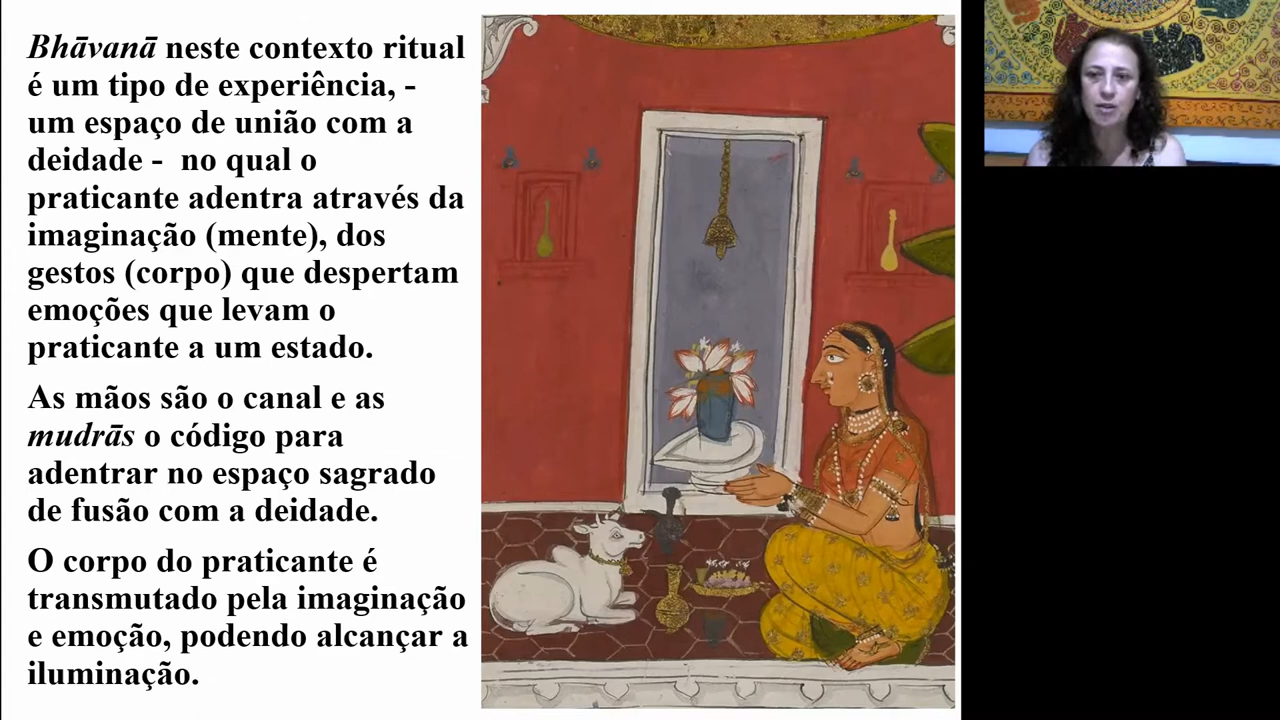 Bhāvanā neste contexto ritual
é um tipo de experiência, -
um espaço de união com a
deidade - no qual o
praticante adentra através da
imaginação (mente), dos
gestos (corpo) que despertam
emoções que levam o
praticante a um estado.
As mãos são o canal e as
mudrās o código para
adentrar no espaço sagrado
de fusão com a deidade.
O corpo do praticante é
transmutado pela imaginação
e emoção, podendo alcançar a
iluminação.